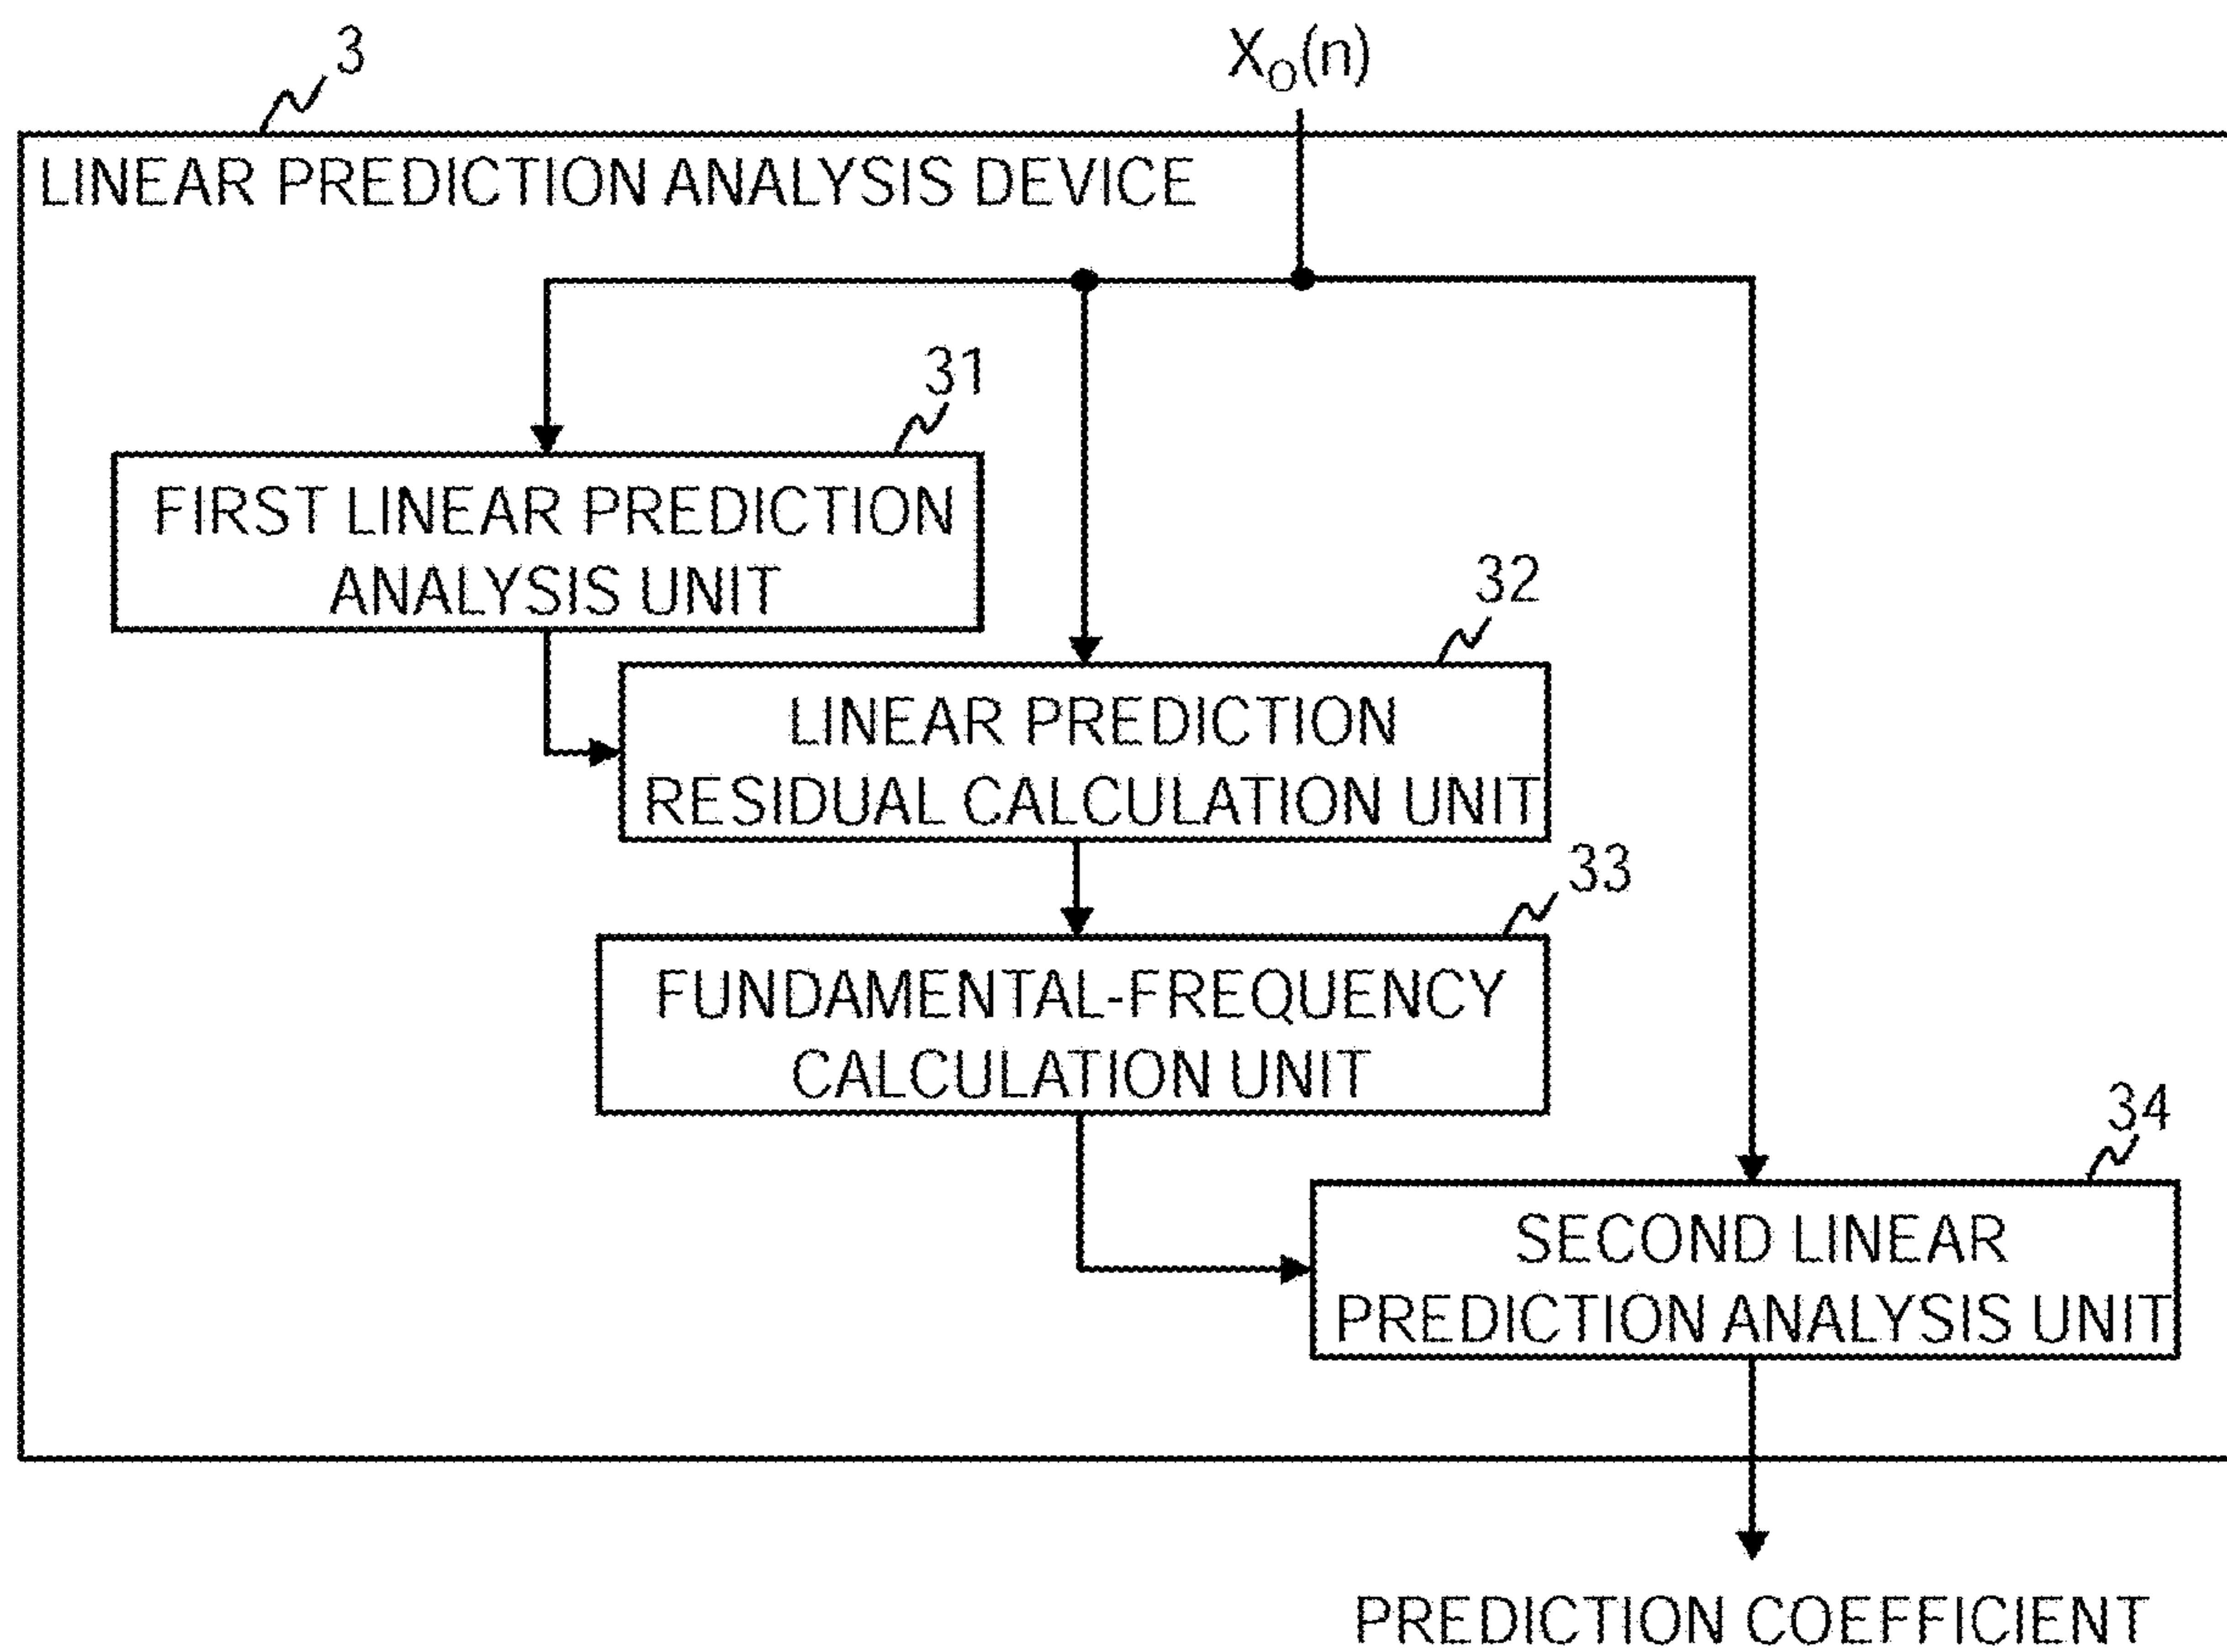 3
X_O(n)
LINEAR PREDICTION ANALYSIS DEVICE
31
FIRST LINEAR PREDICTION
ANALYSIS UNIT
32
LINEAR PREDICTION
RESIDUAL CALCULATION UNIT
33
FUNDAMENTAL-FREQUENCY
CALCULATION UNIT
34
SECOND LINEAR
PREDICTION ANALYSIS UNIT
PREDICTION COEFFICIENT